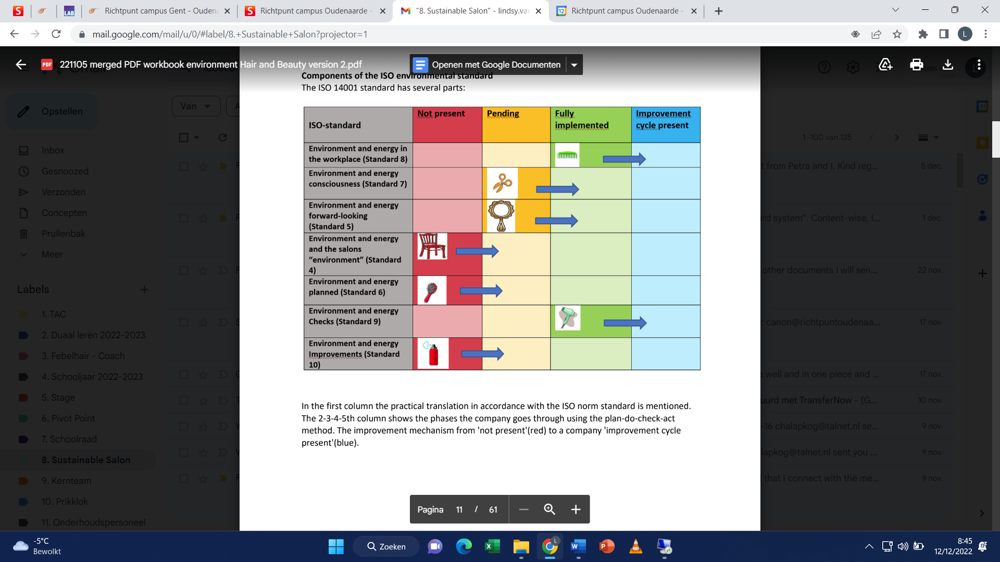 Richtpunt campus Gent - Ouden
Richtpunt campus Oudenaarde -
"8. Sustainable Salon" - lindsy.var
Richtpunt campus Oudenaarde -
mail.google.com/mail/u/0/#label/8.+Sustainable+Salon?projector=1
L
PDF
221105 merged PDF workbook environment Hair and Beauty version 2.pdf
Openen met Google Documenten
Components of the ISO environmental standard
The ISO 14001 standard has several parts:
Opstellen
Van
Inbox
Gesnoozed
Verzonden
Concepten
Prullenbak
Meer
Labels
1. TAC
2. Duaal leren 2022-2023
3. Febelhair - Coach
4. Schooljaar 2022-2023
5. Stage
6. Pivot Point
7. Schoolraad
8. Sustainable Salon
9. Kernteam
10. Prikklok
11. Onderhoudspersoneel
ISO-standard
Not present
Pending
Fully
implemented
Improvement
cycle present
Environment and energy in
the workplace (Standard 8)
Environment and energy
consciousness (Standard 7)
Environment and energy
forward-looking
(Standard 5)
Environment and energy
and the salons
“environment” (Standard
4)
Environment and energy
planned (Standard 6)
Environment and energy
Checks (Standard 9)
Environment and energy
Improvements (Standard
10)
In the first column the practical translation in accordance with the ISO norm standard is mentioned.
The 2-3-4-5th column shows the phases the company goes through using the plan-do-check-act
method. The improvement mechanism from 'not present'(red) to a company 'improvement cycle
present'(blue).
1–100 van 135
t from Petra and I. Kind reg... 5 dec.
rd system". Content-wise, I... 1 dec.
other documents I will sen... 22 nov.
: canon@richtpuntoudenaa... 17 nov.
e well and in one piece and ... 17 nov.
uurd met TransferNow - (G... 10 nov.
-16 chalapkog@talnet.nl se... 9 nov.
lapkog@talnet.nl sent you ... 9 nov.
that I connect with the me... 9 nov.
Pagina 11 / 61
-5°C
Bewolkt
Zoeken
8:45
12/12/2022